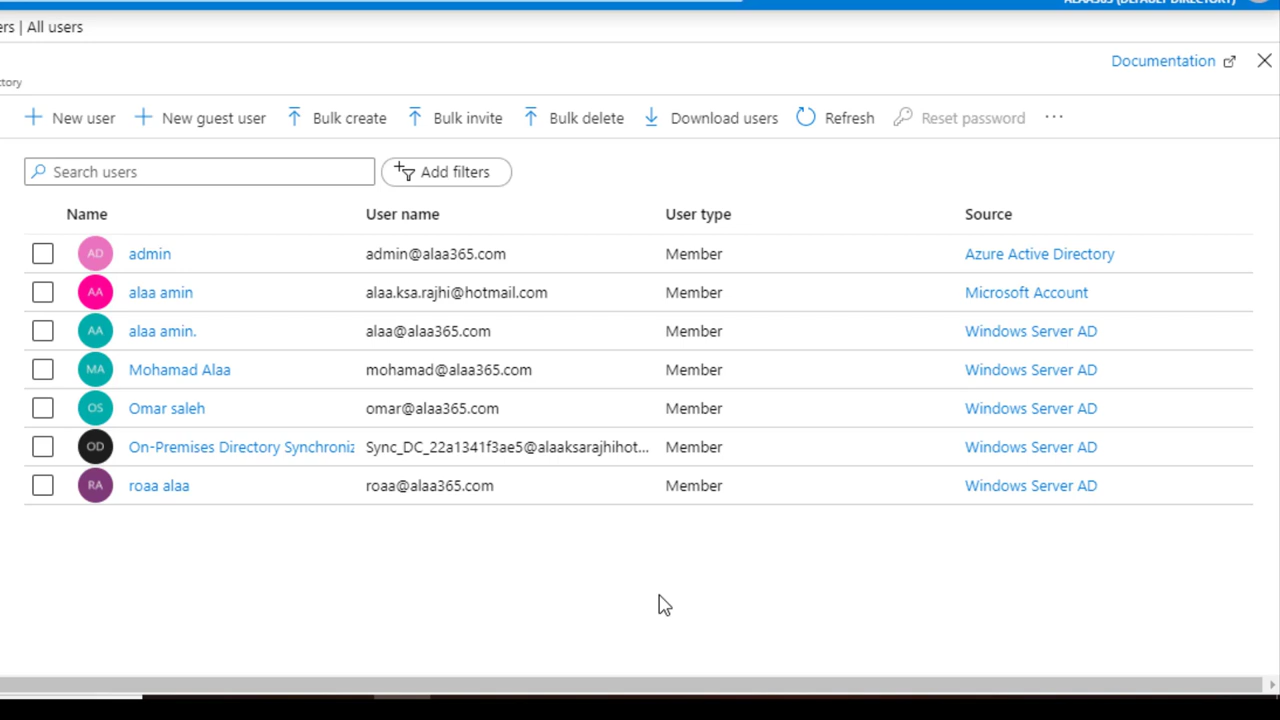 ALAA365 (DEFAULT DIRECTORY)
ers | All users
Documentation
ctory
New user New guest user Bulk create Bulk invite Bulk delete Download users Refresh Reset password ...
Search users Add filters
Name User name User type Source
AD admin admin@alaa365.com Member Azure Active Directory
AA alaa amin alaa.ksa.rajhi@hotmail.com Member Microsoft Account
AA alaa amin. alaa@alaa365.com Member Windows Server AD
MA Mohamad Alaa mohamad@alaa365.com Member Windows Server AD
OS Omar saleh omar@alaa365.com Member Windows Server AD
OD On-Premises Directory Synchroniz Sync_DC_22a1341f3ae5@alaaksarajhihot... Member Windows Server AD
RA roaa alaa roaa@alaa365.com Member Windows Server AD